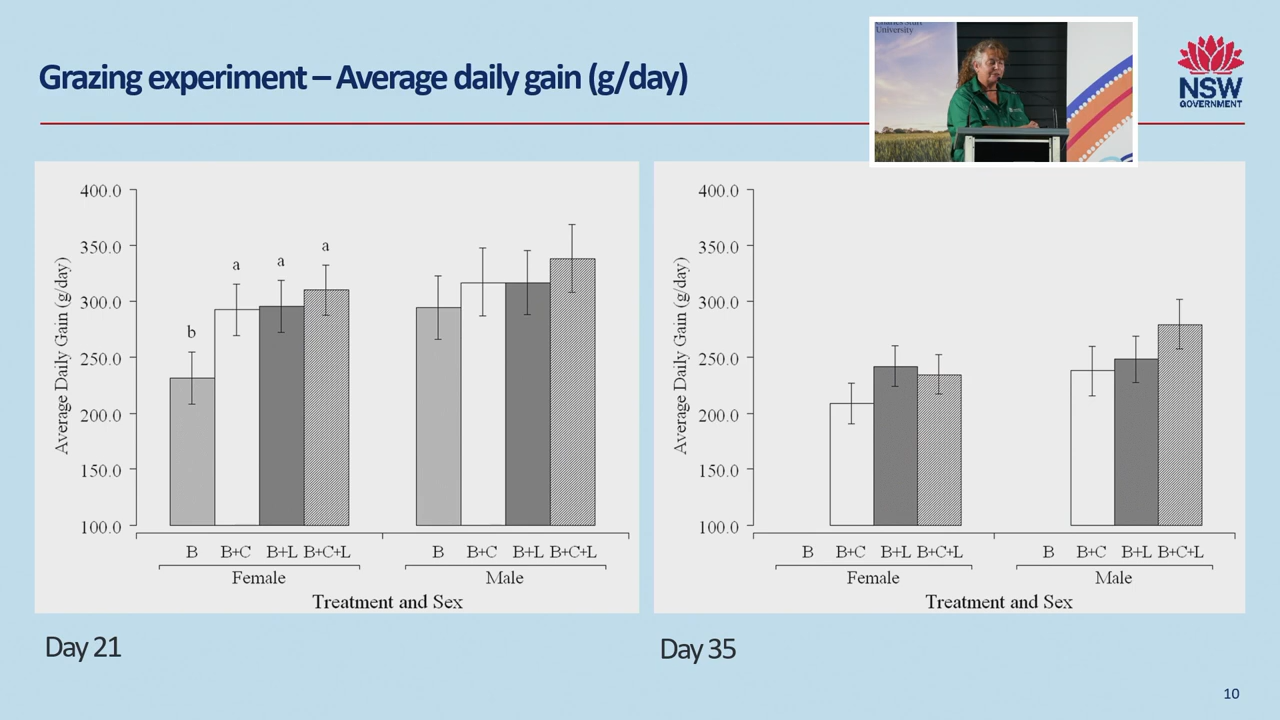 Charles Sturt
University
Grazing experiment – Average daily gain (g/day)
NSW
GOVERNMENT
400.0
350.0
300.0
250.0
200.0
150.0
100.0
Average Daily Gain (g/day)
b
a
a
a
B B+C B+L B+C+L
B B+C B+L B+C+L
Female
Male
Treatment and Sex
Day 21
400.0
350.0
300.0
250.0
200.0
150.0
100.0
Average Daily Gain (g/day)
B B+C B+L B+C+L
B B+C B+L B+C+L
Female
Male
Treatment and Sex
Day 35
10